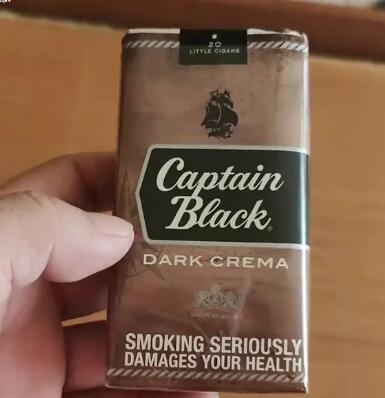 20
LITTLE CIGARS
Captain
Black
DARK CREMA
SMOKING SERIOUSLY
DAMAGES YOUR HEALTH